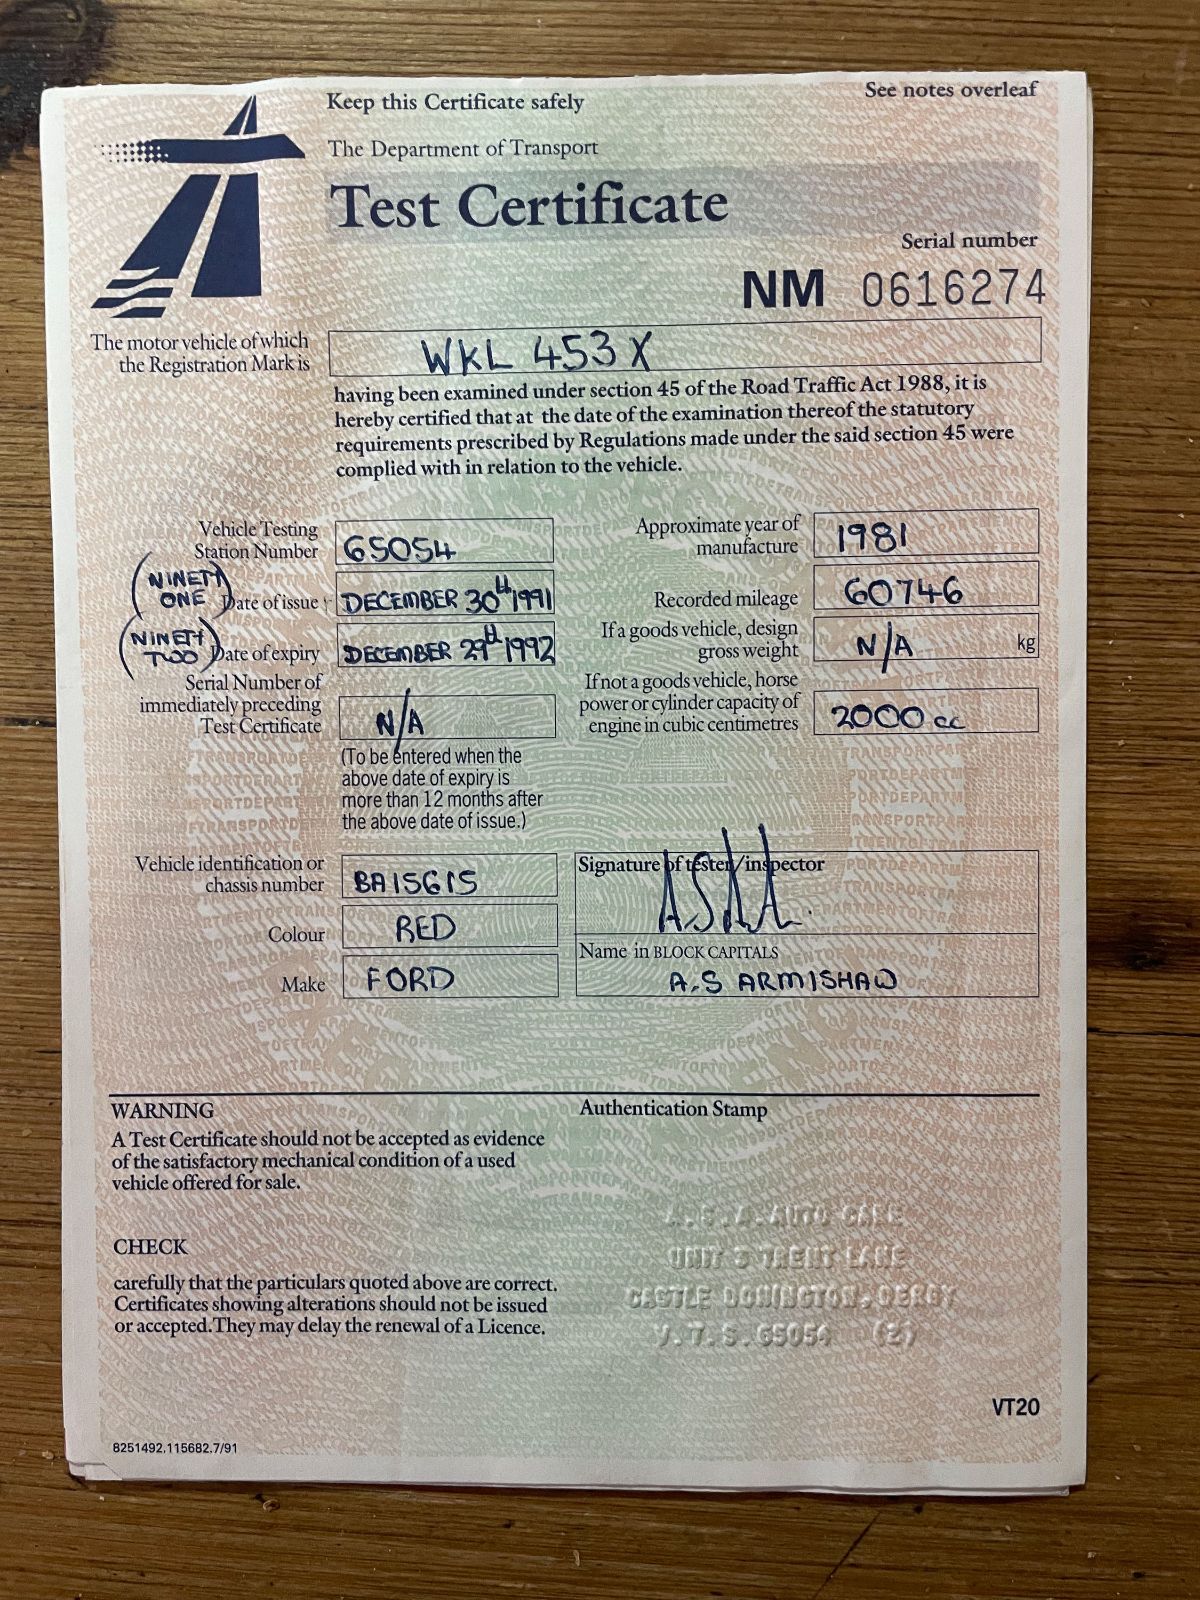 See notes overleaf
Keep this Certificate safely
The Department of Transport
Test Certificate
Serial number
NM 0616274
The motor vehicle of which
the Registration Mark is
WKL 453 X
having been examined under section 45 of the Road Traffic Act 1988, it is
hereby certified that at the date of the examination thereof the statutory
requirements prescribed by Regulations made under the said section 45 were
complied with in relation to the vehicle.
Vehicle Testing
Station Number
65054
(NINETY
ONE)
Date of issue
DECEMBER 30th 1991
(NINETY
TWO)
Date of expiry
DECEMBER 29th 1992
Serial Number of
immediately preceding
Test Certificate
N/A
(To be entered when the
above date of expiry is
more than 12 months after
the above date of issue.)
Approximate year of
manufacture
1981
Recorded mileage
60746
If a goods vehicle, design
gross weight
N/A kg
If not a goods vehicle, horse
power or cylinder capacity of
engine in cubic centimetres
2000 cc
Vehicle identification or
chassis number
BA15615
Colour
RED
Make
FORD
Signature of tester/inspector
Name in BLOCK CAPITALS
A.S ARMISHAW
WARNING
A Test Certificate should not be accepted as evidence
of the satisfactory mechanical condition of a used
vehicle offered for sale.
CHECK
carefully that the particulars quoted above are correct.
Certificates showing alterations should not be issued
or accepted. They may delay the renewal of a Licence.
Authentication Stamp
A.S.A. AUTO CARE
UNIT 3 TRENT LANE
CASTLE DONINGTON, DERBY
V.T.S. 65054 (2)
VT20
8251492.115682.7/91